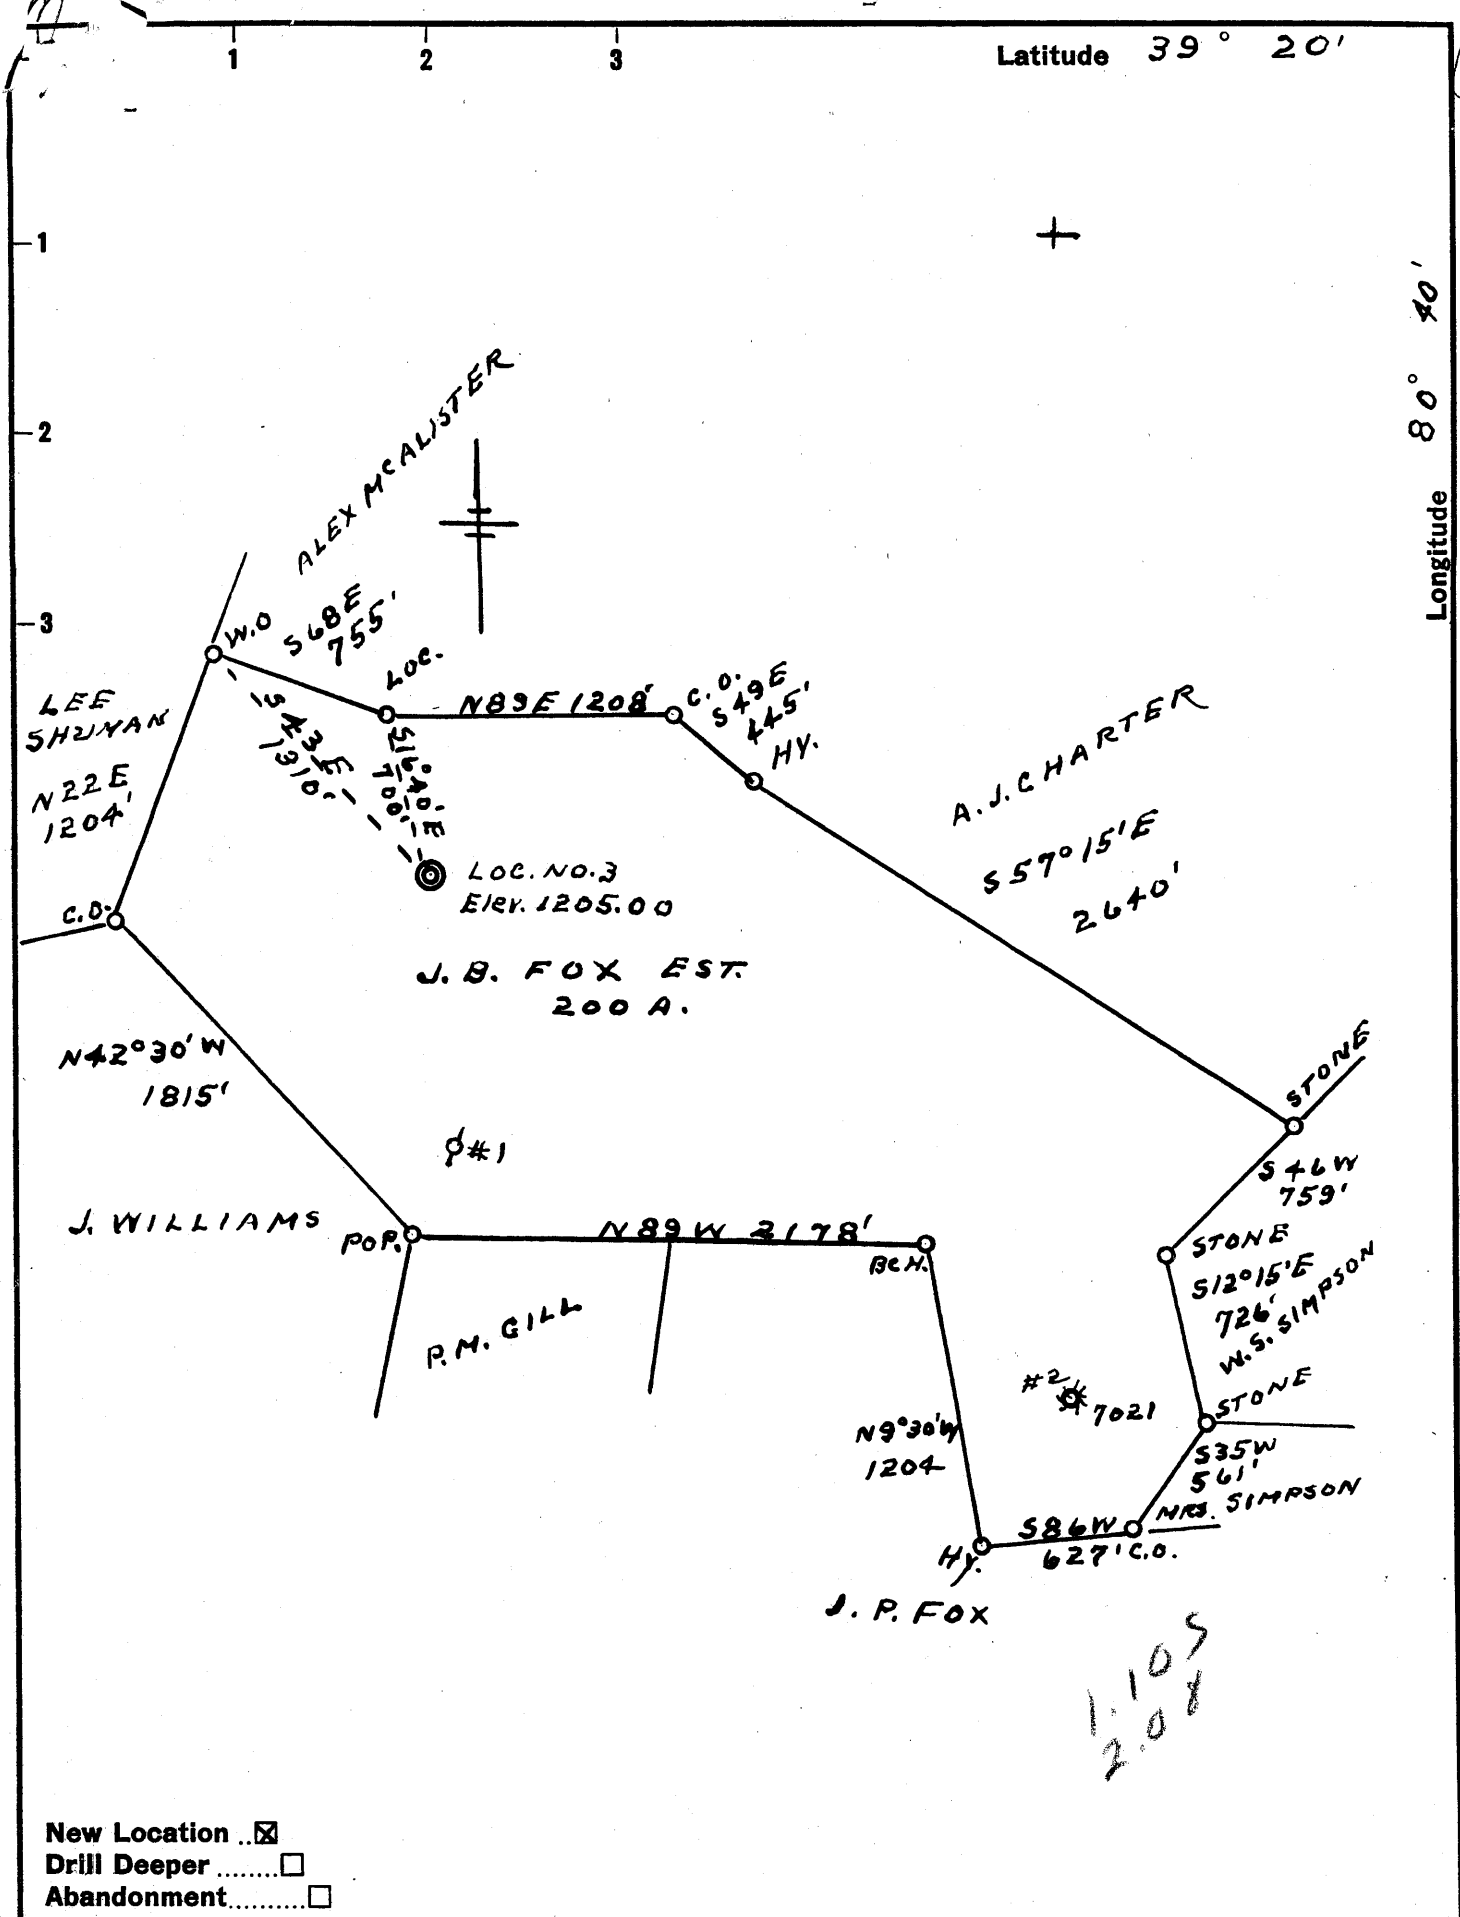 1 2 3
Latitude 39° 20'
1
2
3
Longitude 80° 40'
ALEX McALISTER
W.O
S68E
755'
LOC.
N89E 1208'
C.O.
S49E
445'
HY.
LEE
SHUMAN
N22E
1204'
S43E
1310'
S16°40'E
700'
LOC. NO.3
Elev. 1205.00
A.J. CHARTER
S57°15'E
2640'
C.O.
J.B. FOX EST.
200 A.
N42°30'W
1815'
#1
STONE
S46W
759'
J. WILLIAMS
POP.
N89W 2178'
BCH.
STONE
S12°15'E
726'
W.S. SIMPSON
P.M. GILL
#2
7021
STONE
N9°30'W
1204
S35W
561'
MRS. SIMPSON
S86W
627'
C.O.
HY.
J. P. FOX
1.10 S
2.08
New Location ..☒
Drill Deeper .......☐
Abandonment..........☐